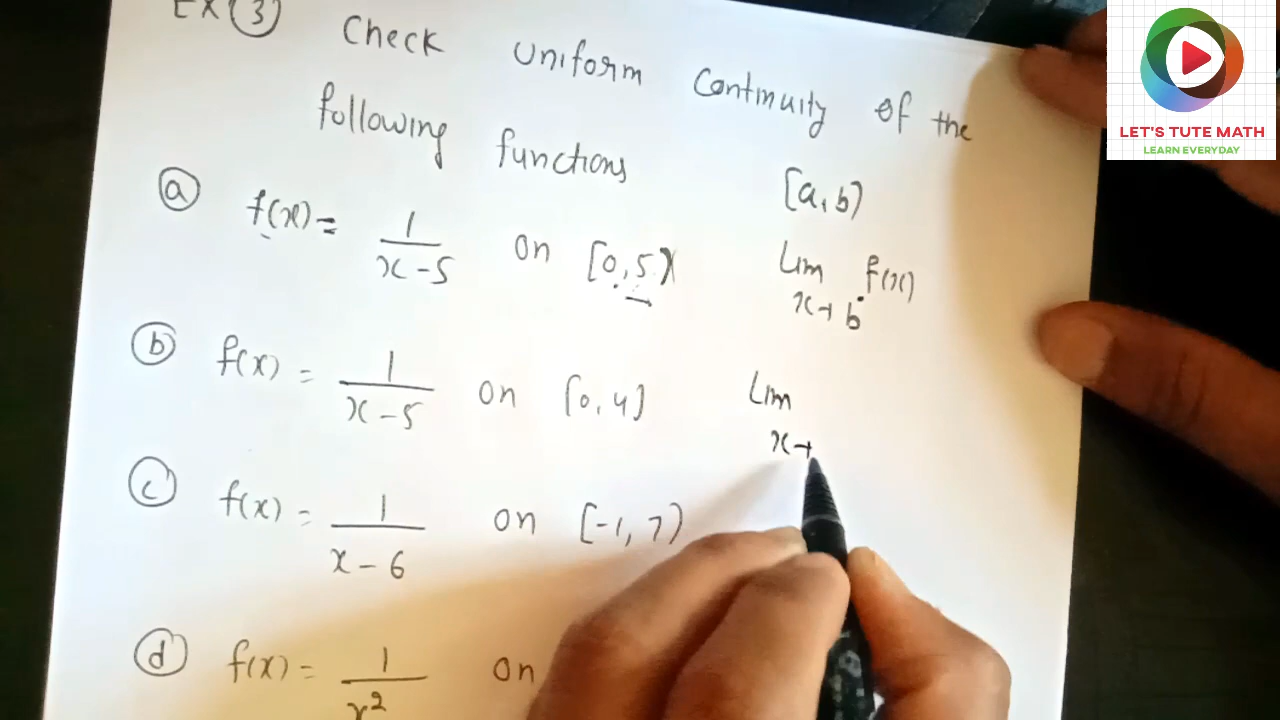 Ex (3) Check uniform continuity of the
following functions
(a) f(x) = 1/(x-5) on [0,5)
[a,b)
Lim x→b f(x)
(b) f(x) = 1/(x-5) on [0,4]
Lim x→
(c) f(x) = 1/(x-6) on [-1,7)
(d) f(x) = 1/x² on
LET'S TUTE MATH
LEARN EVERYDAY